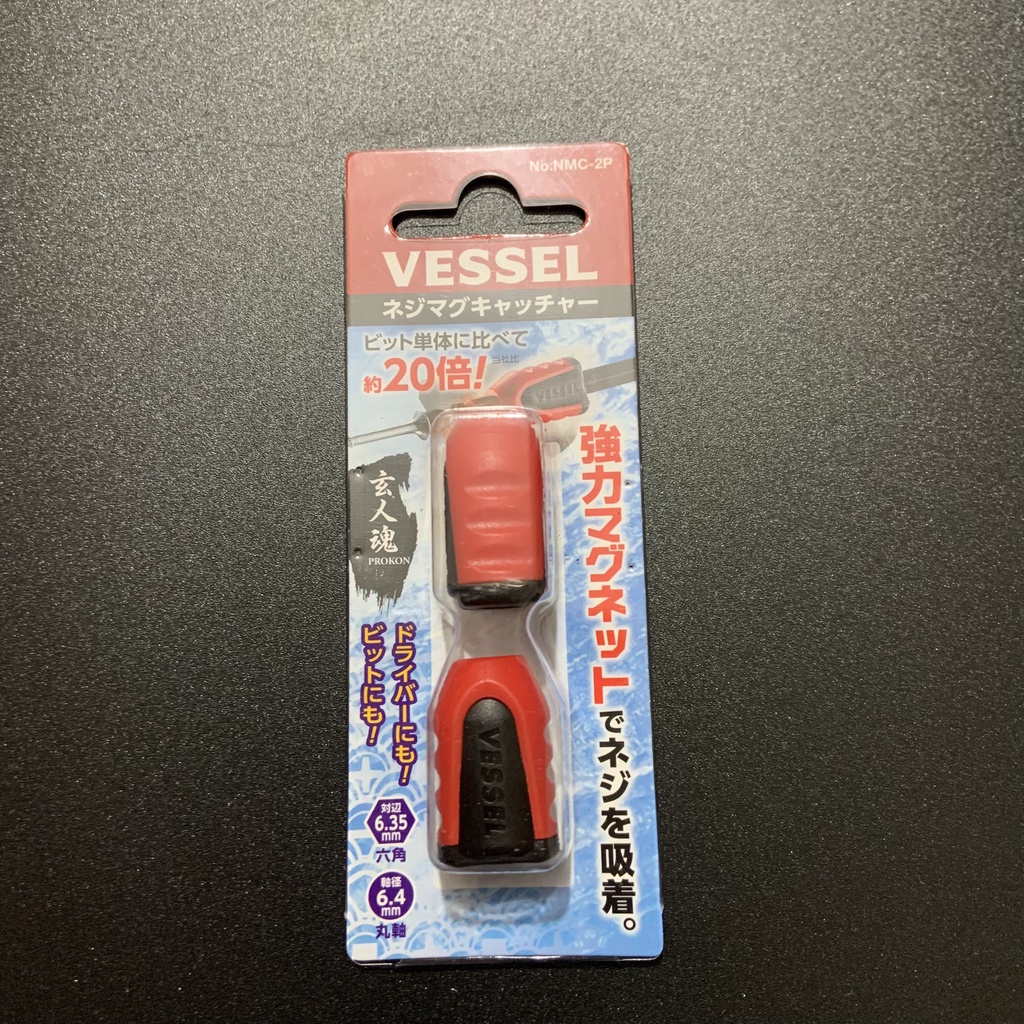 No:NMC-2P
VESSEL
ネジマグキャッチャー
ビット単体に比べて
約20倍!
当社比
VESSEL
強力マグネットでネジを吸着。
玄人魂
PROKON
ドライバーにも!
ビットにも!
VESSEL
対辺
6.35
mm
六角
軸径
6.4
mm
丸軸